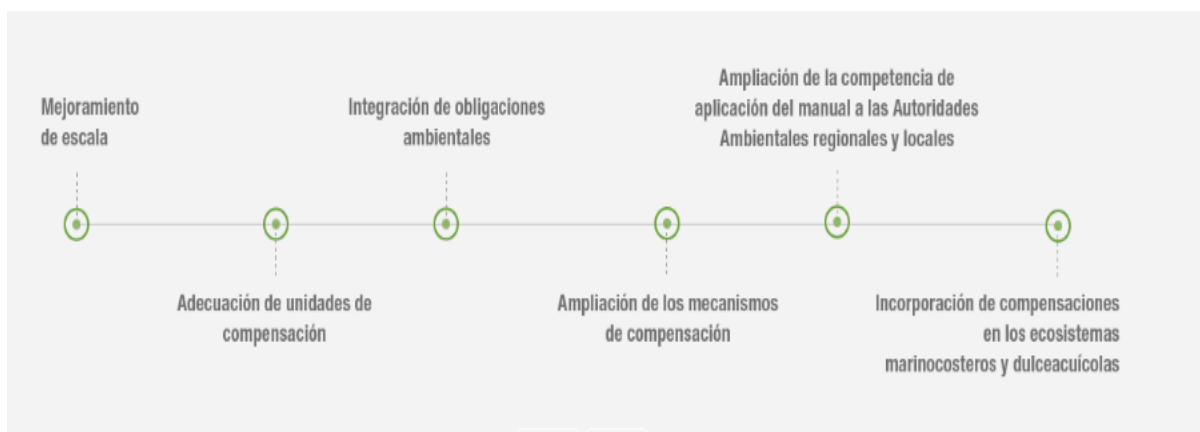 Mejoramiento
de escala
Adecuación de unidades de
compensación
Integración de obligaciones
ambientales
Ampliación de los mecanismos
de compensación
Ampliación de la competencia de
aplicación del manual a las Autoridades
Ambientales regionales y locales
Incorporación de compensaciones
en los ecosistemas
marinocosteros y dulceacuícolas